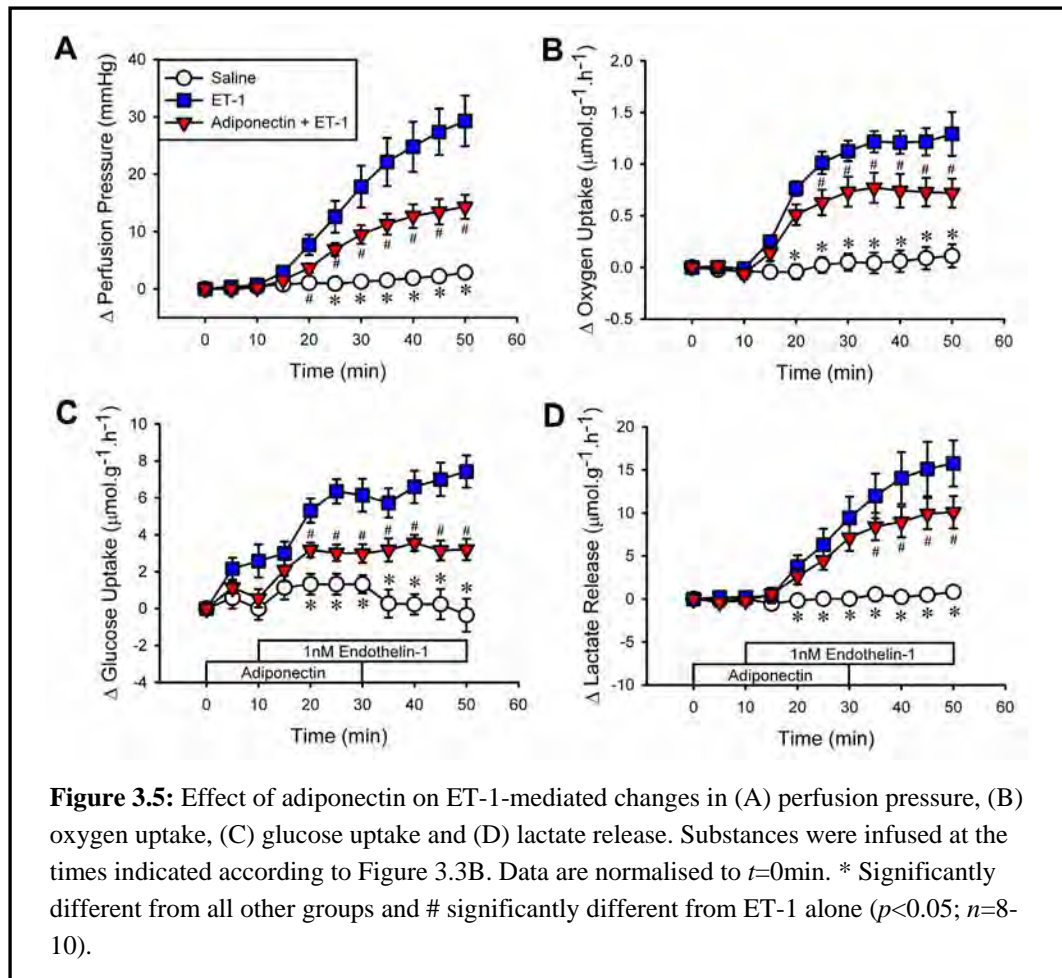 A
B
40
Saline
ET-1
Adiponectin + ET-1
30
20
10
0
Δ Perfusion Pressure (mmHg)
# # # # # # #
# * * * * * *
0 10 20 30 40 50 60
Time (min)
2.0
1.5
1.0
0.5
0.0
-0.5
Δ Oxygen Uptake (μmol.g⁻¹.h⁻¹)
# # # # # #
* * * * * * *
0 10 20 30 40 50 60
Time (min)
C
D
10
8
6
4
2
0
-2
-4
Δ Glucose Uptake (μmol.g⁻¹.h⁻¹)
# # # # # # #
* * * * * * *
1nM Endothelin-1
Adiponectin
0 10 20 30 40 50 60
Time (min)
20
15
10
5
0
-5
-10
Δ Lactate Release (μmol.g⁻¹.h⁻¹)
# # # #
* * * * * * *
1nM Endothelin-1
Adiponectin
0 10 20 30 40 50 60
Time (min)
Figure 3.5: Effect of adiponectin on ET-1-mediated changes in (A) perfusion pressure, (B)
oxygen uptake, (C) glucose uptake and (D) lactate release. Substances were infused at the
times indicated according to Figure 3.3B. Data are normalised to t=0min. * Significantly
different from all other groups and # significantly different from ET-1 alone (p<0.05; n=8-
10).